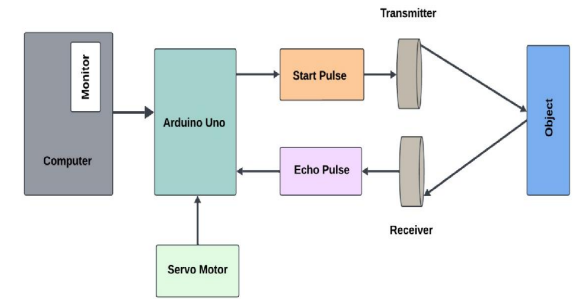 Transmitter
Monitor
Computer
Arduino Uno
Start Pulse
Object
Echo Pulse
Receiver
Servo Motor